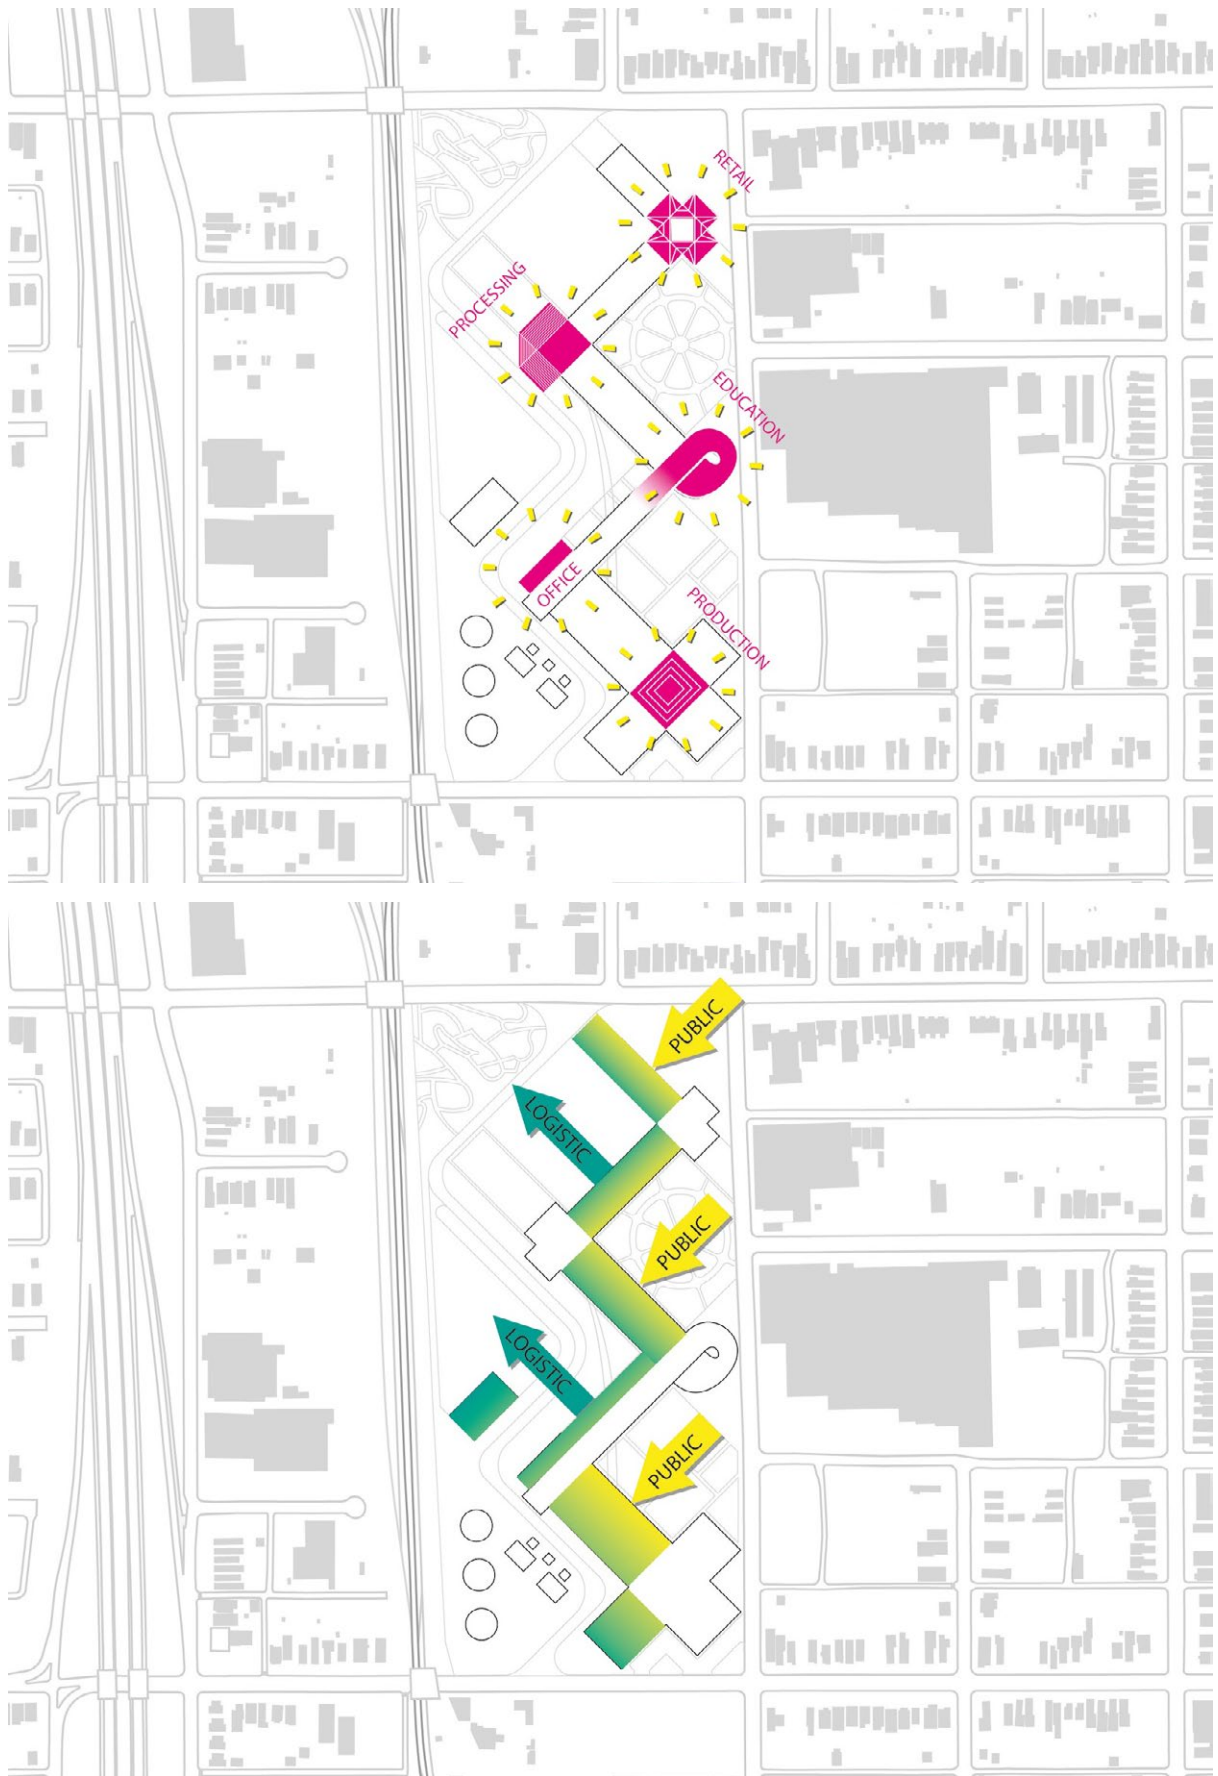 RETAIL
PROCESSING
EDUCATION
OFFICE
PRODUCTION
PUBLIC
LOGISTIC
PUBLIC
LOGISTIC
PUBLIC